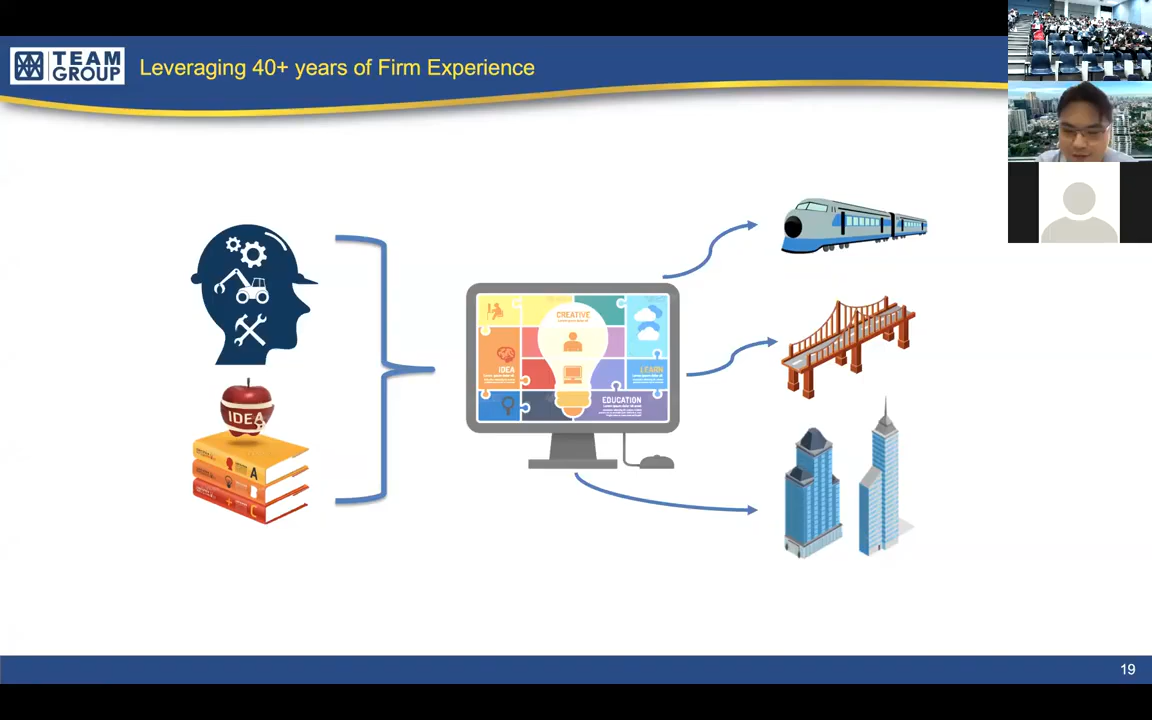 TEAM
GROUP
Leveraging 40+ years of Firm Experience
IDEA
A
C
CREATIVE
IDEA
LEARN
EDUCATION
19